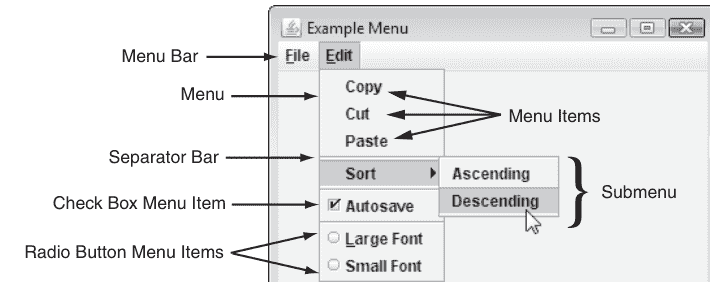 Example Menu
Menu Bar
File Edit
Menu
Copy
Cut
Paste
Menu Items
Separator Bar
Sort
Ascending
Descending
Submenu
Check Box Menu Item
Autosave
Radio Button Menu Items
Large Font
Small Font